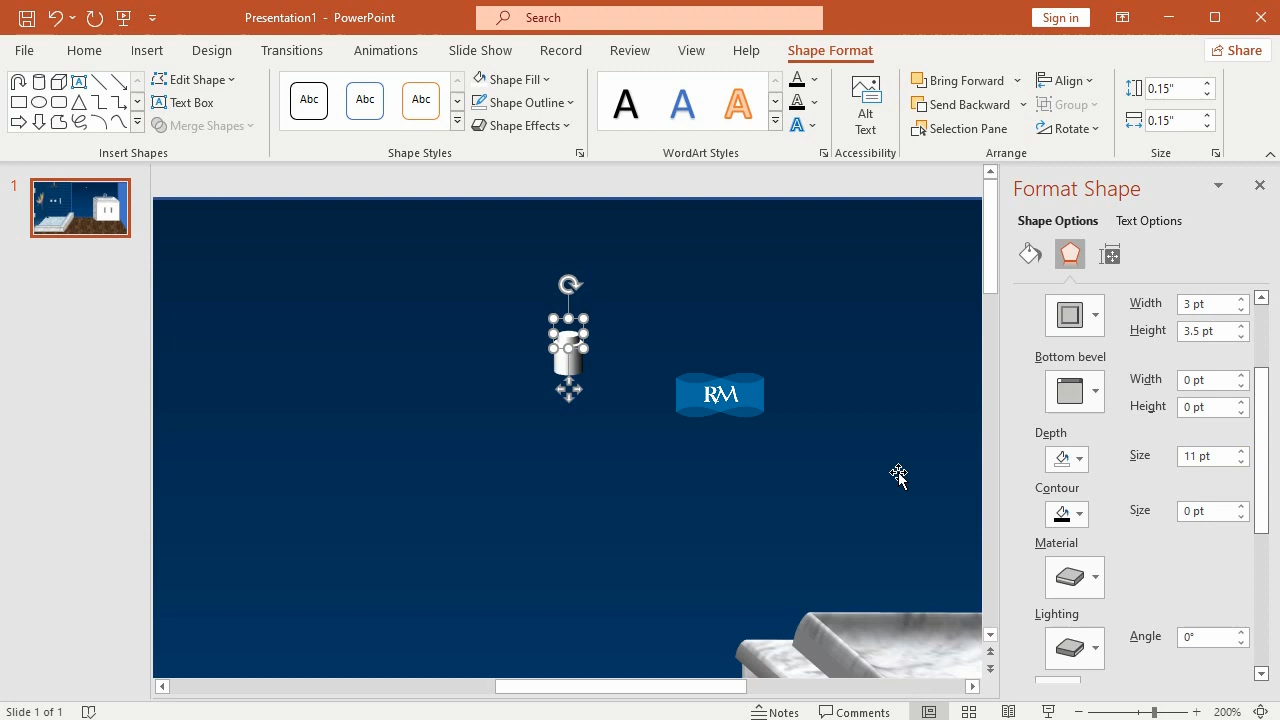 Presentation1 - PowerPoint
Search
Sign in
File Home Insert Design Transitions Animations Slide Show Record Review View Help Shape Format Share
Edit Shape
Text Box
Merge Shapes
Insert Shapes
Abc Abc Abc
Shape Fill
Shape Outline
Shape Effects
Shape Styles
A A A
A
A
A
WordArt Styles
Alt
Text
Accessibility
Bring Forward
Send Backward
Selection Pane
Align
Group
Rotate
Arrange
0.15"
0.15"
Size
1
RM
Format Shape
Shape Options Text Options
Width 3 pt
Height 3.5 pt
Bottom bevel
Width 0 pt
Height 0 pt
Depth
Size 11 pt
Contour
Size 0 pt
Material
Lighting
Angle 0°
Slide 1 of 1
Notes
Comments
200%